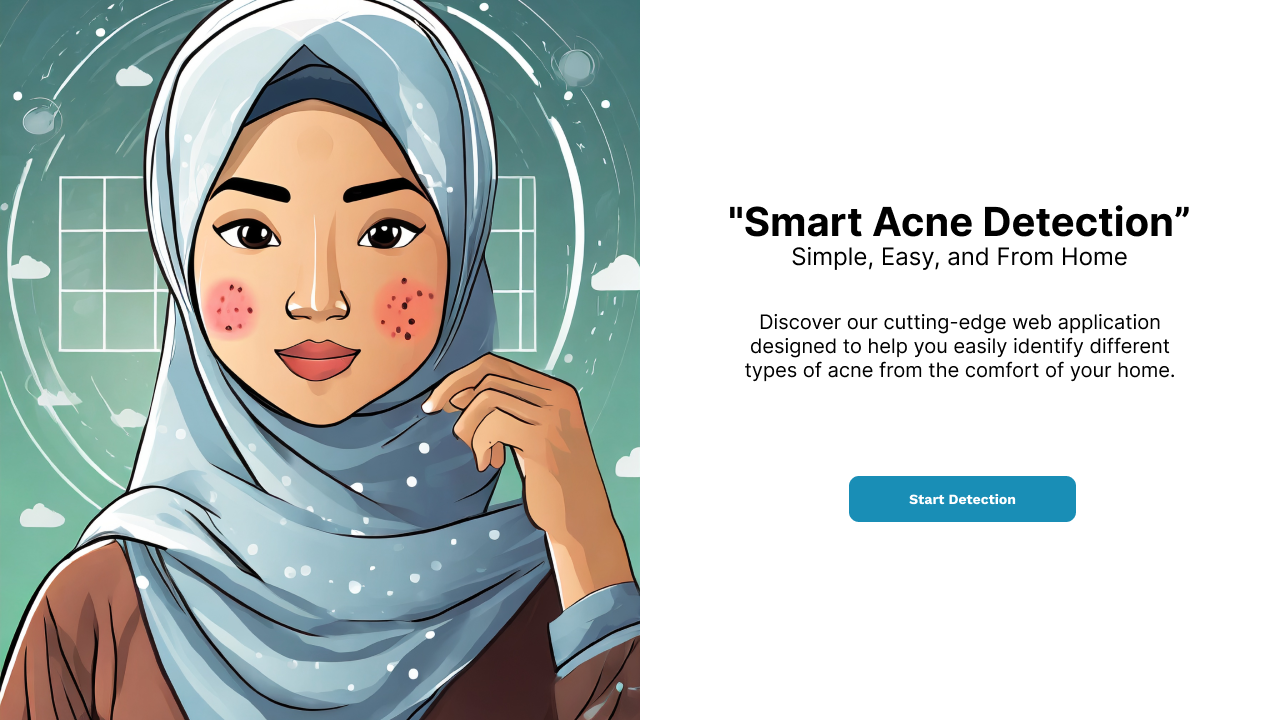 "Smart Acne Detection”
Simple, Easy, and From Home
Discover our cutting-edge web application
designed to help you easily identify different
types of acne from the comfort of your home.
Start Detection